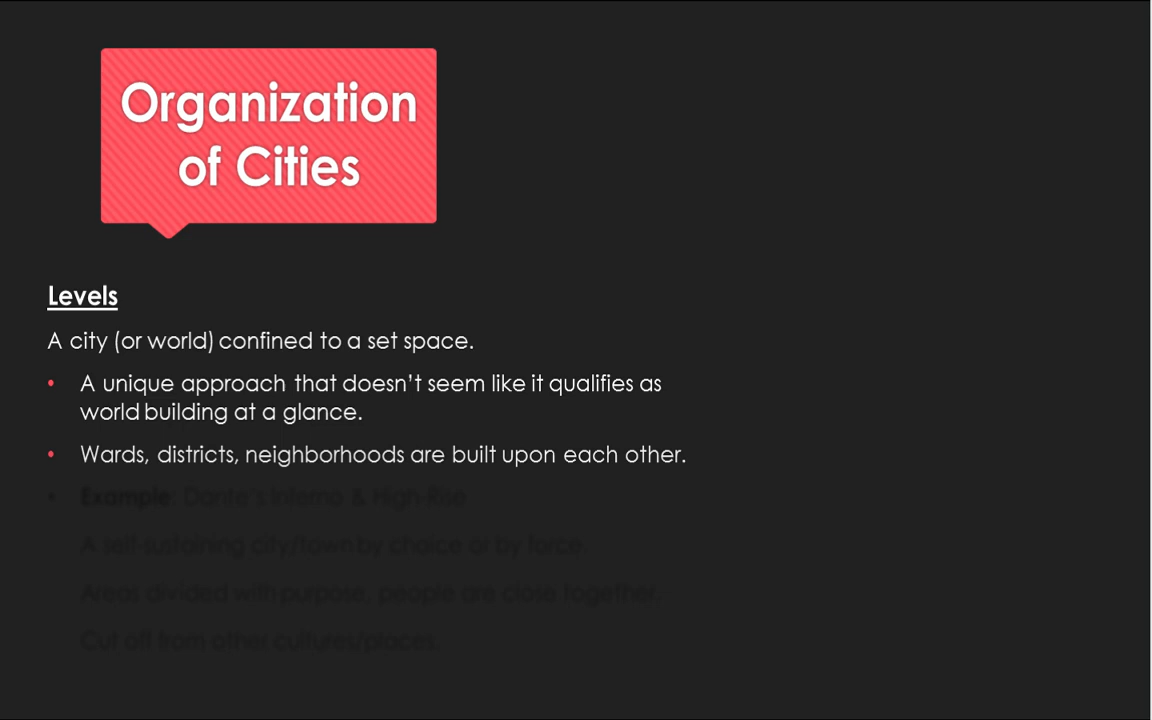 Organization
of Cities
Levels
A city (or world) confined to a set space.
• A unique approach that doesn't seem like it qualifies as
world building at a glance.
• Wards, districts, neighborhoods are built upon each other.
• Example: Dante's Inferno & High-Rise
A self-sustaining city/town by choice or by force.
Areas divided with purpose, people are close together.
Cut off from other cultures/places.